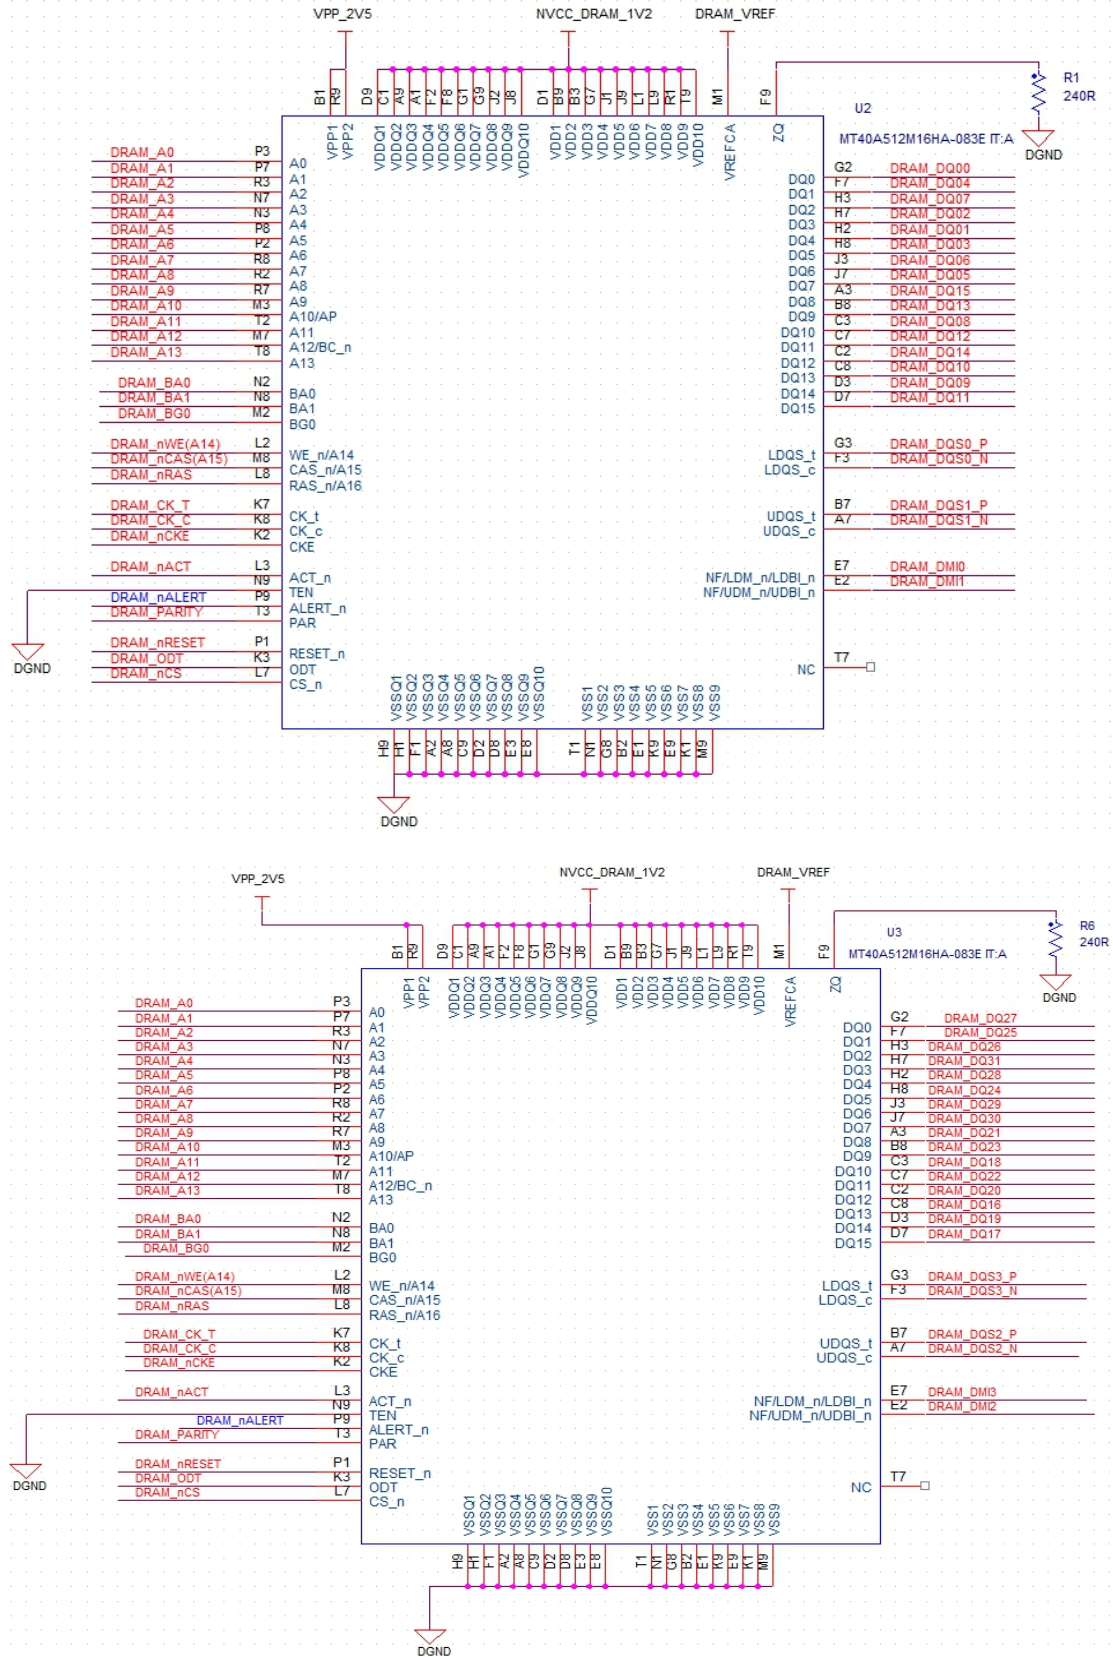 VPP_2V5 NVCC_DRAM_1V2 DRAM_VREF
R1
240R
DGND
B1 R9 D9 C1 A9 A1 F2 F8 G1 G9 J2 J8 D1 B9 B3 G7 J1 J9 L1 L9 R1 T9 M1 F9
U2
MT40A512M16HA-083E IT:A
VPP1 VPP2 VDDQ1 VDDQ2 VDDQ3 VDDQ4 VDDQ5 VDDQ6 VDDQ7 VDDQ8 VDDQ9 VDDQ10 VDD1 VDD2 VDD3 VDD4 VDD5 VDD6 VDD7 VDD8 VDD9 VDD10 VREFCA ZQ
DRAM_A0 P3 A0
DRAM_A1 P7 A1
DRAM_A2 R3 A2
DRAM_A3 N7 A3
DRAM_A4 N3 A4
DRAM_A5 P8 A5
DRAM_A6 P2 A6
DRAM_A7 R8 A7
DRAM_A8 R2 A8
DRAM_A9 R7 A9
DRAM_A10 M3 A10/AP
DRAM_A11 T2 A11
DRAM_A12 M7 A12/BC_n
DRAM_A13 T8 A13
DRAM_BA0 N2 BA0
DRAM_BA1 N8 BA1
DRAM_BG0 M2 BG0
DRAM_nWE(A14) L2 WE_n/A14
DRAM_nCAS(A15) M8 CAS_n/A15
DRAM_nRAS L8 RAS_n/A16
DRAM_CK_T K7 CK_t
DRAM_CK_C K8 CK_c
DRAM_nCKE K2 CKE
DRAM_nACT L3 ACT_n
N9 TEN
DRAM_nALERT P9 ALERT_n
DRAM_PARITY T3 PAR
DRAM_nRESET P1 RESET_n
DRAM_ODT K3 ODT
DRAM_nCS L7 CS_n
DGND
DQ0 G2 DRAM_DQ00
DQ1 F7 DRAM_DQ04
DQ2 H3 DRAM_DQ07
DQ3 H7 DRAM_DQ02
DQ4 H2 DRAM_DQ01
DQ5 H8 DRAM_DQ03
DQ6 J3 DRAM_DQ06
DQ7 J7 DRAM_DQ05
DQ8 A3 DRAM_DQ15
DQ9 B8 DRAM_DQ13
DQ10 C3 DRAM_DQ08
DQ11 C7 DRAM_DQ12
DQ12 C2 DRAM_DQ14
DQ13 C8 DRAM_DQ10
DQ14 D3 DRAM_DQ09
DQ15 D7 DRAM_DQ11
LDQS_t G3 DRAM_DQS0_P
LDQS_c F3 DRAM_DQS0_N
UDQS_t B7 DRAM_DQS1_P
UDQS_c A7 DRAM_DQS1_N
NF/LDM_n/LDBI_n E7 DRAM_DMI0
NF/UDM_n/UDBI_n E2 DRAM_DMI1
NC T7
VSSQ1 VSSQ2 VSSQ3 VSSQ4 VSSQ5 VSSQ6 VSSQ7 VSSQ8 VSSQ9 VSSQ10 VSS1 VSS2 VSS3 VSS4 VSS5 VSS6 VSS7 VSS8 VSS9
H9 H1 F1 A2 A8 C9 D2 D8 E3 E8 T1 N1 G8 B2 E1 K9 E9 K1 M9
DGND
VPP_2V5 NVCC_DRAM_1V2 DRAM_VREF
R6
240R
DGND
B1 R9 D9 C1 A9 A1 F2 F8 G1 G9 J2 J8 D1 B9 B3 G7 J1 J9 L1 L9 R1 T9 M1 F9
U3
MT40A512M16HA-083E IT:A
VPP1 VPP2 VDDQ1 VDDQ2 VDDQ3 VDDQ4 VDDQ5 VDDQ6 VDDQ7 VDDQ8 VDDQ9 VDDQ10 VDD1 VDD2 VDD3 VDD4 VDD5 VDD6 VDD7 VDD8 VDD9 VDD10 VREFCA ZQ
DRAM_A0 P3 A0
DRAM_A1 P7 A1
DRAM_A2 R3 A2
DRAM_A3 N7 A3
DRAM_A4 N3 A4
DRAM_A5 P8 A5
DRAM_A6 P2 A6
DRAM_A7 R8 A7
DRAM_A8 R2 A8
DRAM_A9 R7 A9
DRAM_A10 M3 A10/AP
DRAM_A11 T2 A11
DRAM_A12 M7 A12/BC_n
DRAM_A13 T8 A13
DRAM_BA0 N2 BA0
DRAM_BA1 N8 BA1
DRAM_BG0 M2 BG0
DRAM_nWE(A14) L2 WE_n/A14
DRAM_nCAS(A15) M8 CAS_n/A15
DRAM_nRAS L8 RAS_n/A16
DRAM_CK_T K7 CK_t
DRAM_CK_C K8 CK_c
DRAM_nCKE K2 CKE
DRAM_nACT L3 ACT_n
N9 TEN
DRAM_nALERT P9 ALERT_n
DRAM_PARITY T3 PAR
DRAM_nRESET P1 RESET_n
DRAM_ODT K3 ODT
DRAM_nCS L7 CS_n
DGND
DQ0 G2 DRAM_DQ27
DQ1 F7 DRAM_DQ25
DQ2 H3 DRAM_DQ26
DQ3 H7 DRAM_DQ31
DQ4 H2 DRAM_DQ28
DQ5 H8 DRAM_DQ24
DQ6 J3 DRAM_DQ29
DQ7 J7 DRAM_DQ30
DQ8 A3 DRAM_DQ21
DQ9 B8 DRAM_DQ23
DQ10 C3 DRAM_DQ18
DQ11 C7 DRAM_DQ22
DQ12 C2 DRAM_DQ20
DQ13 C8 DRAM_DQ16
DQ14 D3 DRAM_DQ19
DQ15 D7 DRAM_DQ17
LDQS_t G3 DRAM_DQS3_P
LDQS_c F3 DRAM_DQS3_N
UDQS_t B7 DRAM_DQS2_P
UDQS_c A7 DRAM_DQS2_N
NF/LDM_n/LDBI_n E7 DRAM_DMI3
NF/UDM_n/UDBI_n E2 DRAM_DMI2
NC T7
VSSQ1 VSSQ2 VSSQ3 VSSQ4 VSSQ5 VSSQ6 VSSQ7 VSSQ8 VSSQ9 VSSQ10 VSS1 VSS2 VSS3 VSS4 VSS5 VSS6 VSS7 VSS8 VSS9
H9 H1 F1 A2 A8 C9 D2 D8 E3 E8 T1 N1 G8 B2 E1 K9 E9 K1 M9
DGND